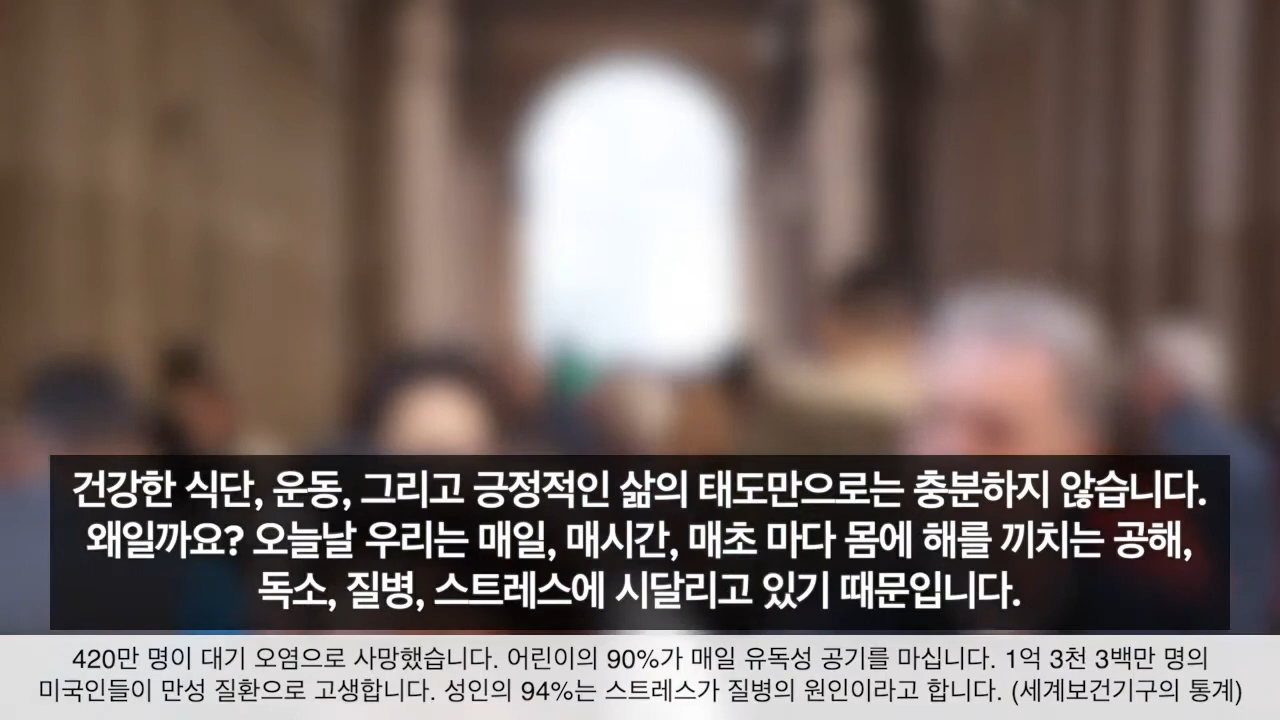 건강한 식단, 운동, 그리고 긍정적인 삶의 태도만으로는 충분하지 않습니다.
왜일까요? 오늘날 우리는 매일, 매시간, 매초 마다 몸에 해를 끼치는 공해,
독소, 질병, 스트레스에 시달리고 있기 때문입니다.
420만 명이 대기 오염으로 사망했습니다. 어린이의 90%가 매일 유독성 공기를 마십니다. 1억 3천 3백만 명의
미국인들이 만성 질환으로 고생합니다. 성인의 94%는 스트레스가 질병의 원인이라고 합니다. (세계보건기구의 통계)